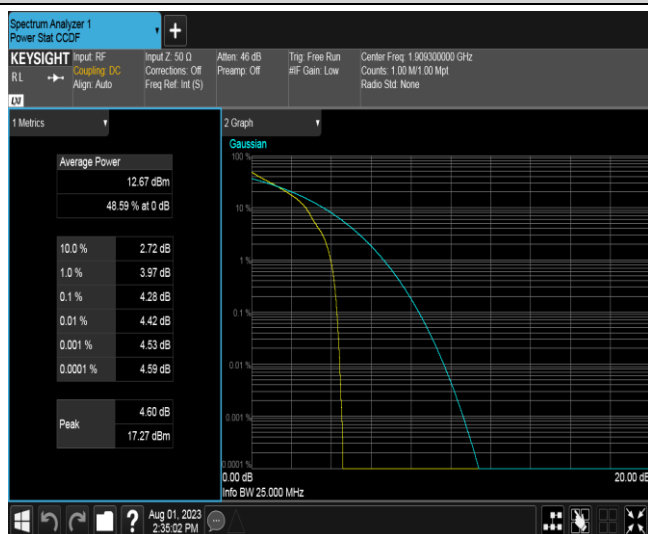 Spectrum Analyzer 1
Power Stat CCDF
KEYSIGHT
RL
LXI
Input: RF
Coupling: DC
Align: Auto
Input Z: 50 Ω
Corrections: Off
Freq Ref: Int (S)
Atten: 46 dB
Preamp: Off
Trig: Free Run
#IF Gain: Low
Center Freq: 1.909300000 GHz
Counts: 1.00 M/1.00 Mpt
Radio Std: None
1 Metrics
Average Power
12.67 dBm
48.59 % at 0 dB
10.0 % 2.72 dB
1.0 % 3.97 dB
0.1 % 4.28 dB
0.01 % 4.42 dB
0.001 % 4.53 dB
0.0001 % 4.59 dB
Peak
4.60 dB
17.27 dBm
2 Graph
Gaussian
100 %
10 %
1 %
0.1 %
0.01 %
0.001 %
0.0001 %
0.00 dB 20.00 dB
Info BW 25.000 MHz
Aug 01, 2023
2:35:02 PM